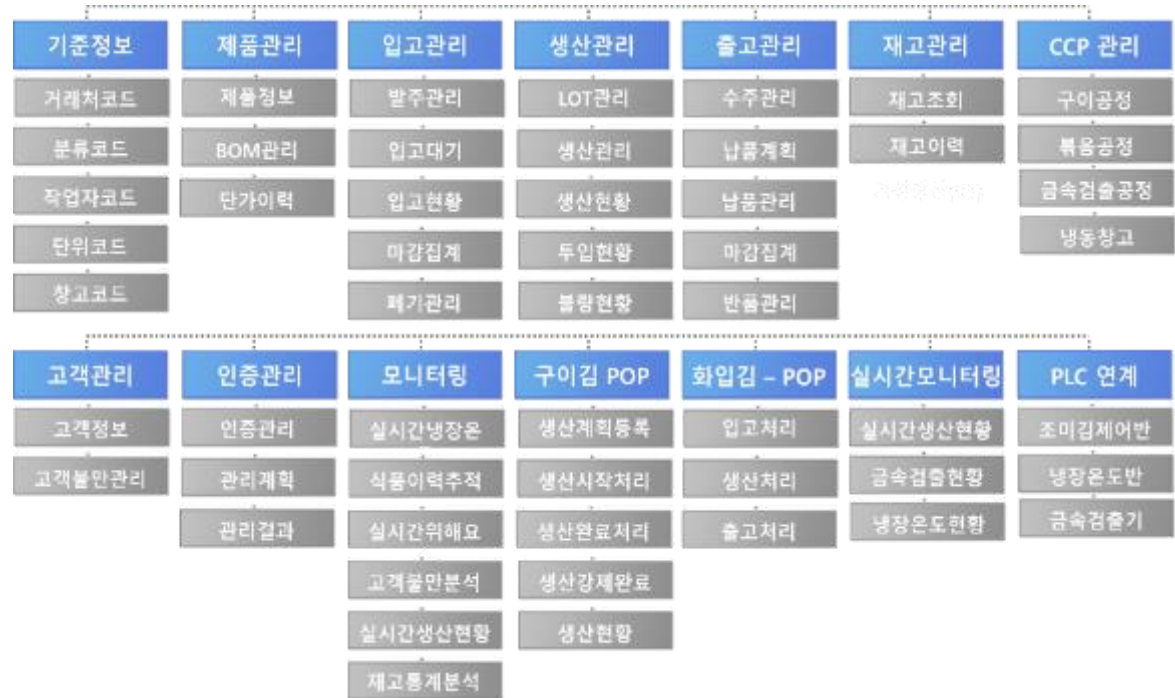 기준정보
제품관리
입고관리
생산관리
출고관리
재고관리
CCP 관리
거래처코드
제품정보
발주관리
LOT관리
수주관리
재고조회
구이공정
분류코드
BOM관리
입고대기
생산관리
납품계획
재고이력
볶음공정
작업자코드
단가이력
입고현황
생산현황
납품관리
금속검출공정
단위코드
마감집계
투입현황
마감집계
냉동창고
창고코드
폐기관리
불량현황
반품관리
고객관리
인증관리
모니터링
구이김 POP
화입김 – POP
실시간모니터링
PLC 연계
고객정보
인증관리
실시간냉장온
생산계획등록
입고처리
실시간생산현황
조미김제어반
고객불만관리
관리계획
식품이력추적
생산시작처리
생산처리
금속검출현황
냉장온도반
관리결과
실시간위해요
생산완료처리
출고처리
냉장온도현황
금속검출기
고객불만분석
생산강제완료
실시간생산현황
생산현황
재고통계분석